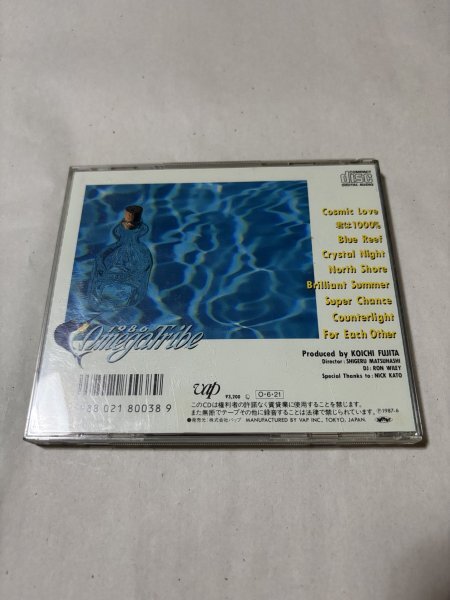 COMPACT
disc
DIGITAL AUDIO
Cosmic Love
君は1000%
Blue Reef
Crystal Night
North Shore
Brilliant Summer
Super Chance
Counterlight
For Each Other
1986
OmegaTribe
Produced by KOICHI FUJITA
Director: SHIGERU MATSUHASHI
DJ: RON WILEY
Special Thanks to: NICK KATO
988 021 80038 9
vap
¥3,200
O-6-21
このCDは権利者の許諾なく賃貸業に使用することを禁じます。
また無断でテープその他に録音することは法律で禁じられています。
Ⓟ1987.6
●発売元:株式会社バップ MANUFACTURED BY VAP INC., TOKYO, JAPAN.